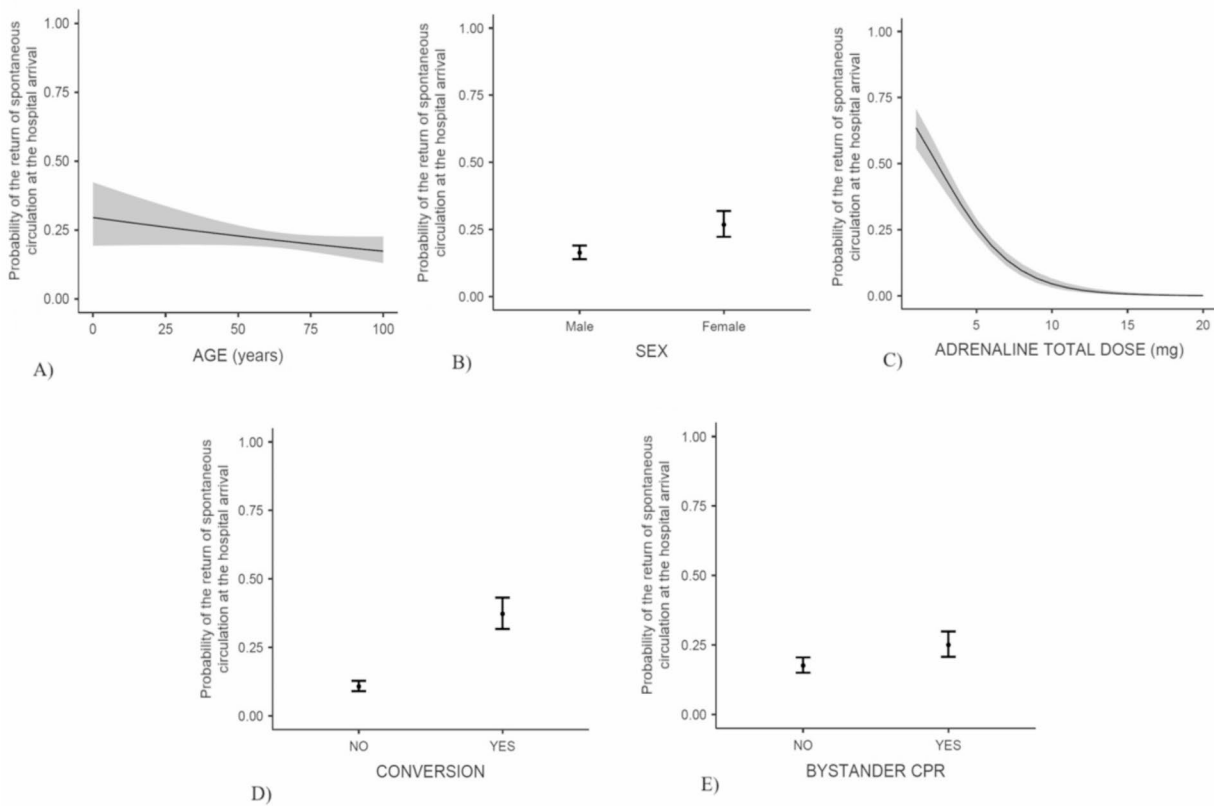 Probability of the return of spontaneous
circulation at the hospital arrival
1.00
0.75
0.50
0.25
0.00
0
25
50
75
100
AGE (years)
A)
Probability of the return of spontaneous
circulation at the hospital arrival
1.00
0.75
0.50
0.25
0.00
Male
Female
SEX
B)
Probability of the return of spontaneous
circulation at the hospital arrival
1.00
0.75
0.50
0.25
0.00
5
10
15
20
ADRENALINE TOTAL DOSE (mg)
C)
Probability of the return of spontaneous
circulation at the hospital arrival
1.00
0.75
0.50
0.25
0.00
NO
YES
CONVERSION
D)
Probability of the return of spontaneous
circulation at the hospital arrival
1.00
0.75
0.50
0.25
0.00
NO
YES
BYSTANDER CPR
E)